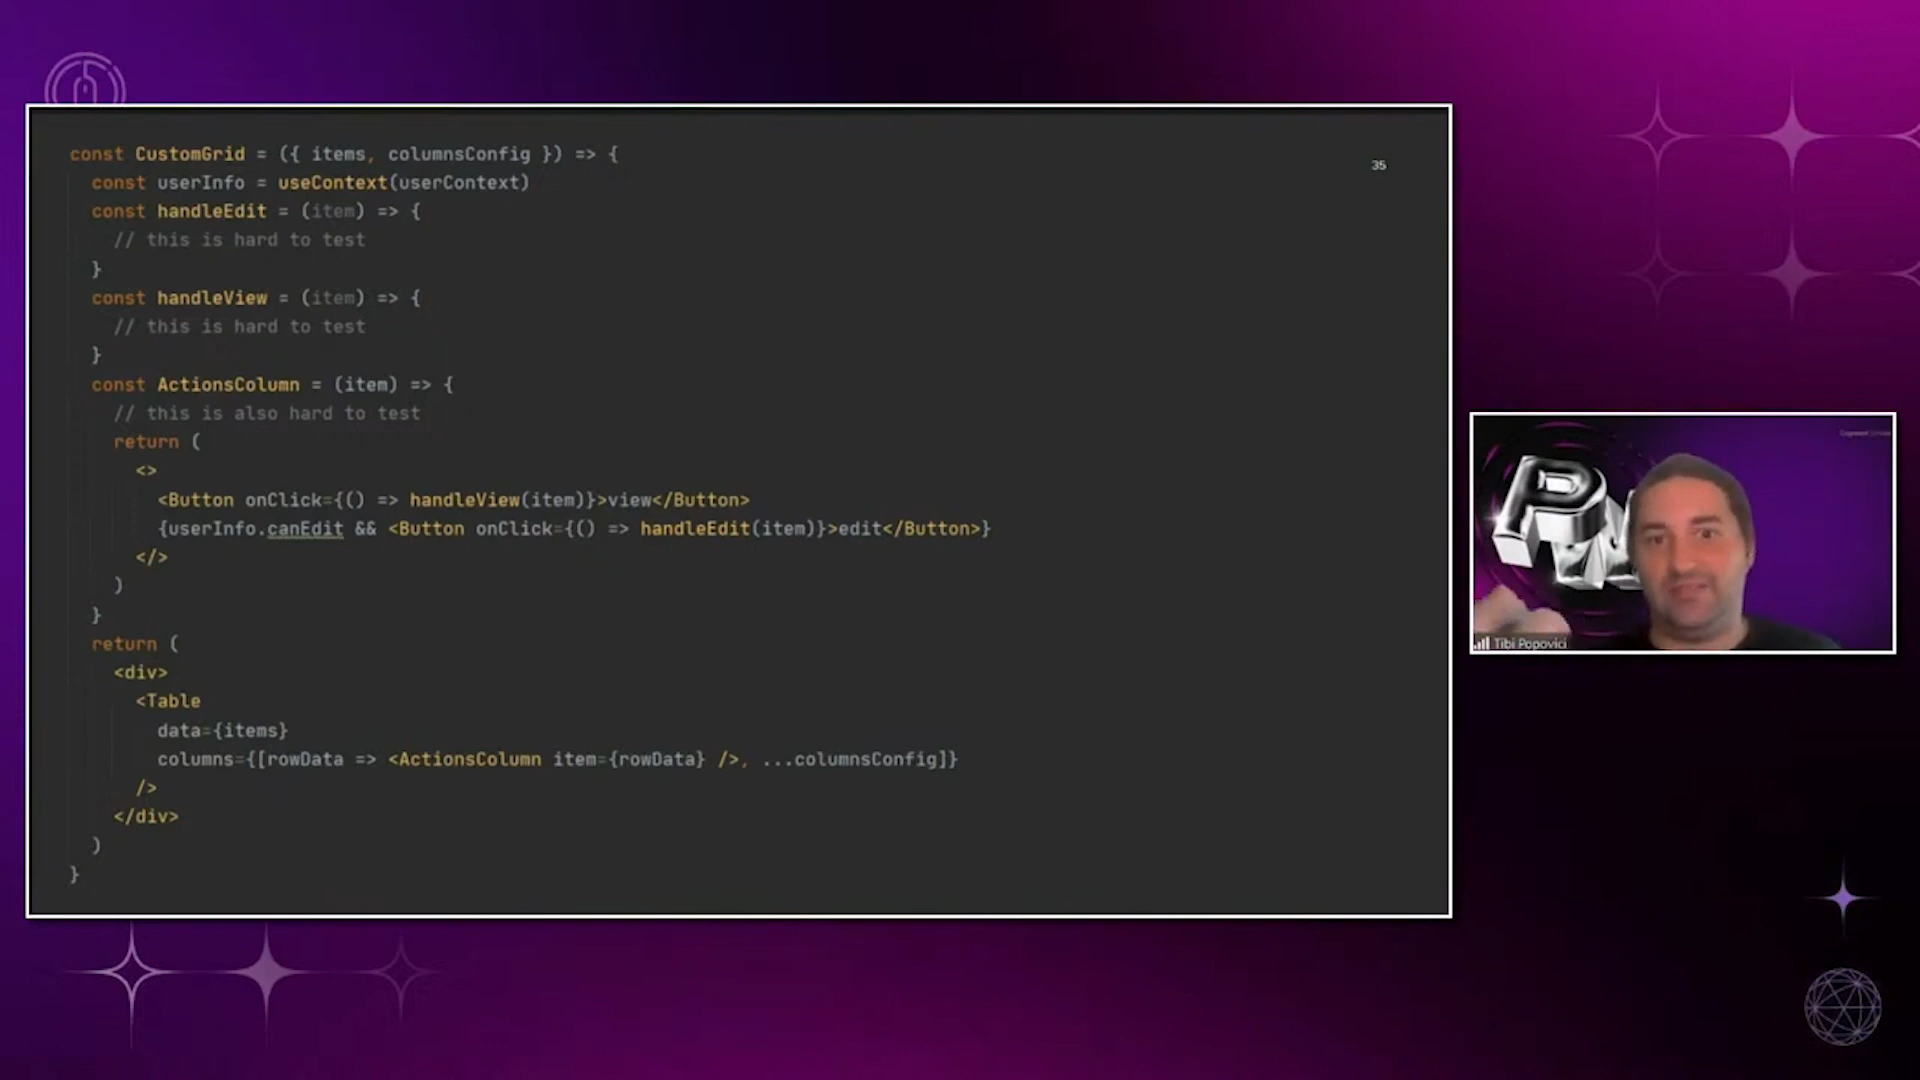 const CustomGrid = ({ items, columnsConfig }) => {
35
const userInfo = useContext(userContext)
const handleEdit = (item) => {
// this is hard to test
}
const handleView = (item) => {
// this is hard to test
}
const ActionsColumn = (item) => {
// this is also hard to test
return (
<>
<Button onClick={() => handleView(item)}>view</Button>
{userInfo.canEdit && <Button onClick={() => handleEdit(item)}>edit</Button>}
</>
)
}
return (
<div>
<Table
data={items}
columns={[rowData => <ActionsColumn item={rowData} />, ...columnsConfig]}
/>
</div>
)
}
Tibi Popovici